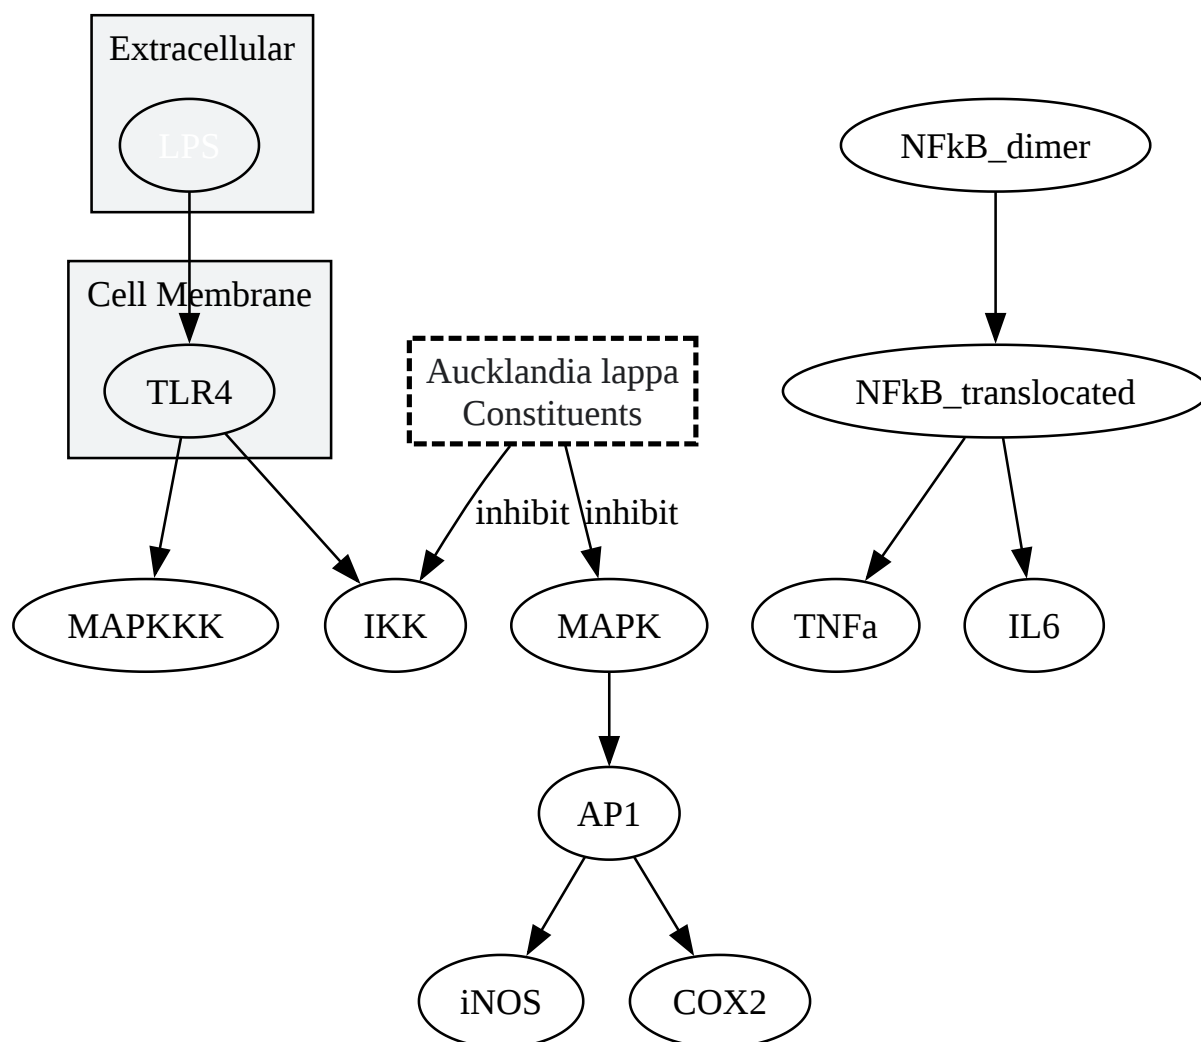 Extracellular
LPS
NFkB_dimer
Cell Membrane
TLR4
Aucklandia lappa
Constituents
NFkB_translocated
inhibit
inhibit
MAPKKK
IKK
MAPK
TNFa
IL6
AP1
iNOS
COX2